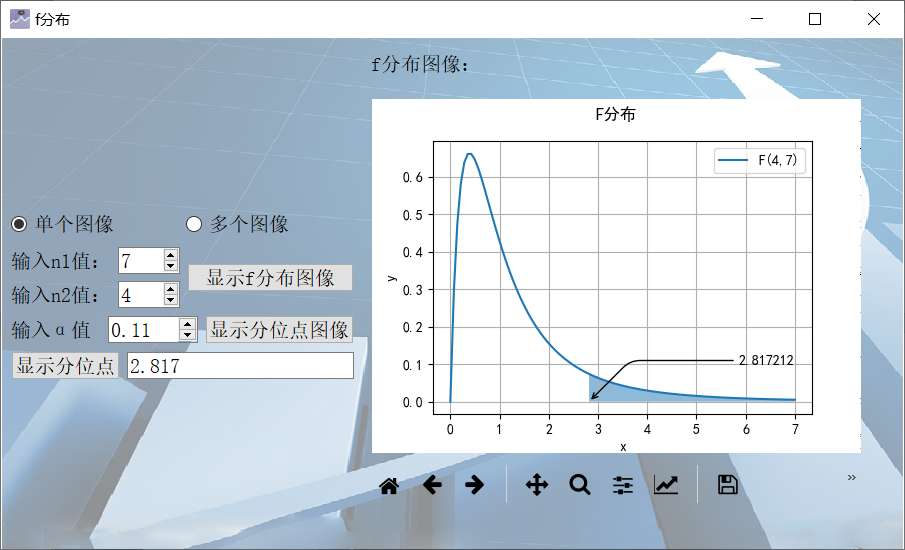 f分布
f分布图像:
F分布
F(4,7)
0.6
0.5
0.4
0.3
0.2
0.1
0.0
y
2.817212
0 1 2 3 4 5 6 7
x
单个图像 多个图像
输入n1值: 7
显示f分布图像
输入n2值: 4
输入α值 0.11 显示分位点图像
显示分位点 2.817
»